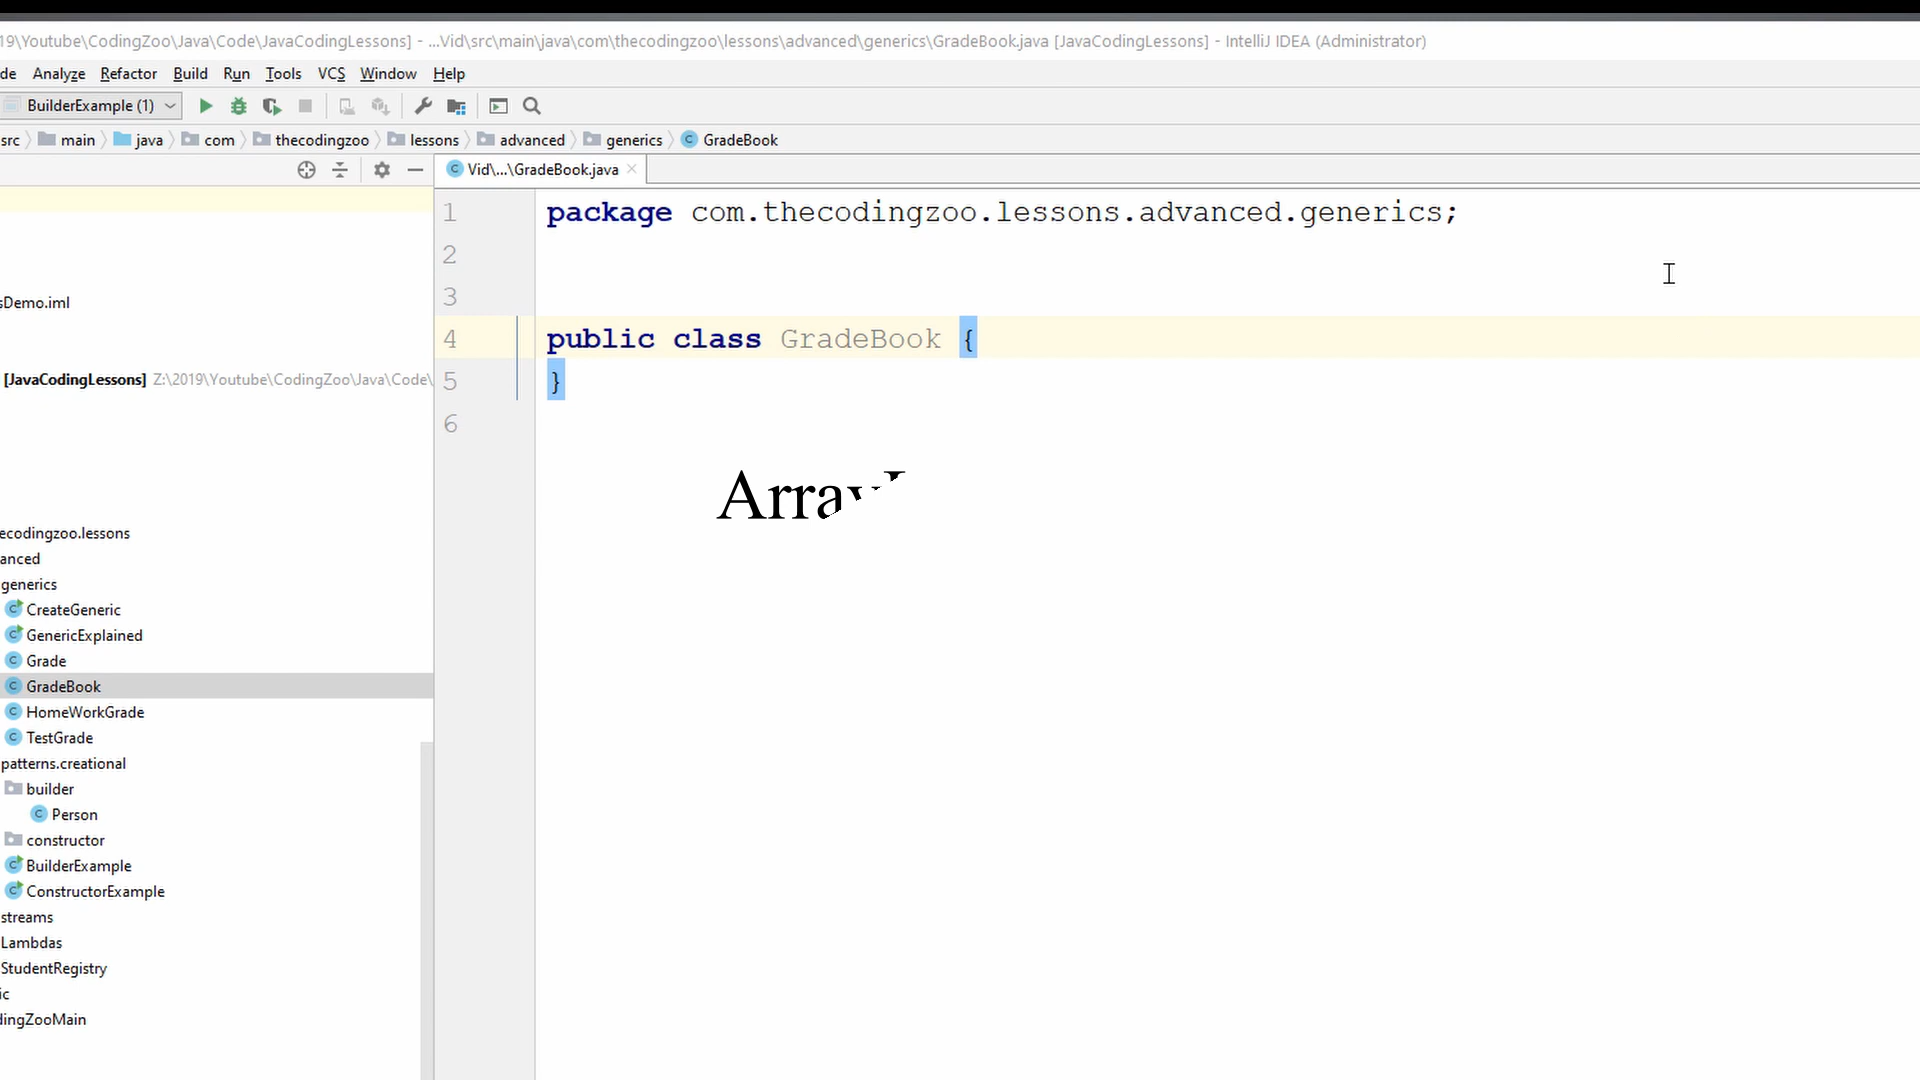 19\Youtube\CodingZoo\Java\Code\JavaCodingLessons] - ...Vid\src\main\java\com\thecodingzoo\lessons\advanced\generics\GradeBook.java [JavaCodingLessons] - IntelliJ IDEA (Administrator)
de Analyze Refactor Build Run Tools VCS Window Help
BuilderExample (1)
src main java com thecodingzoo lessons advanced generics GradeBook
Vid\...\GradeBook.java
1 package com.thecodingzoo.lessons.advanced.generics;
2
3
4 public class GradeBook {
5 }
6
sDemo.iml
[JavaCodingLessons] Z:\2019\Youtube\CodingZoo\Java\Code\
ecodingzoo.lessons
anced
generics
CreateGeneric
GenericExplained
Grade
GradeBook
HomeWorkGrade
TestGrade
patterns.creational
builder
Person
constructor
BuilderExample
ConstructorExample
streams
Lambdas
StudentRegistry
ic
dingZooMain